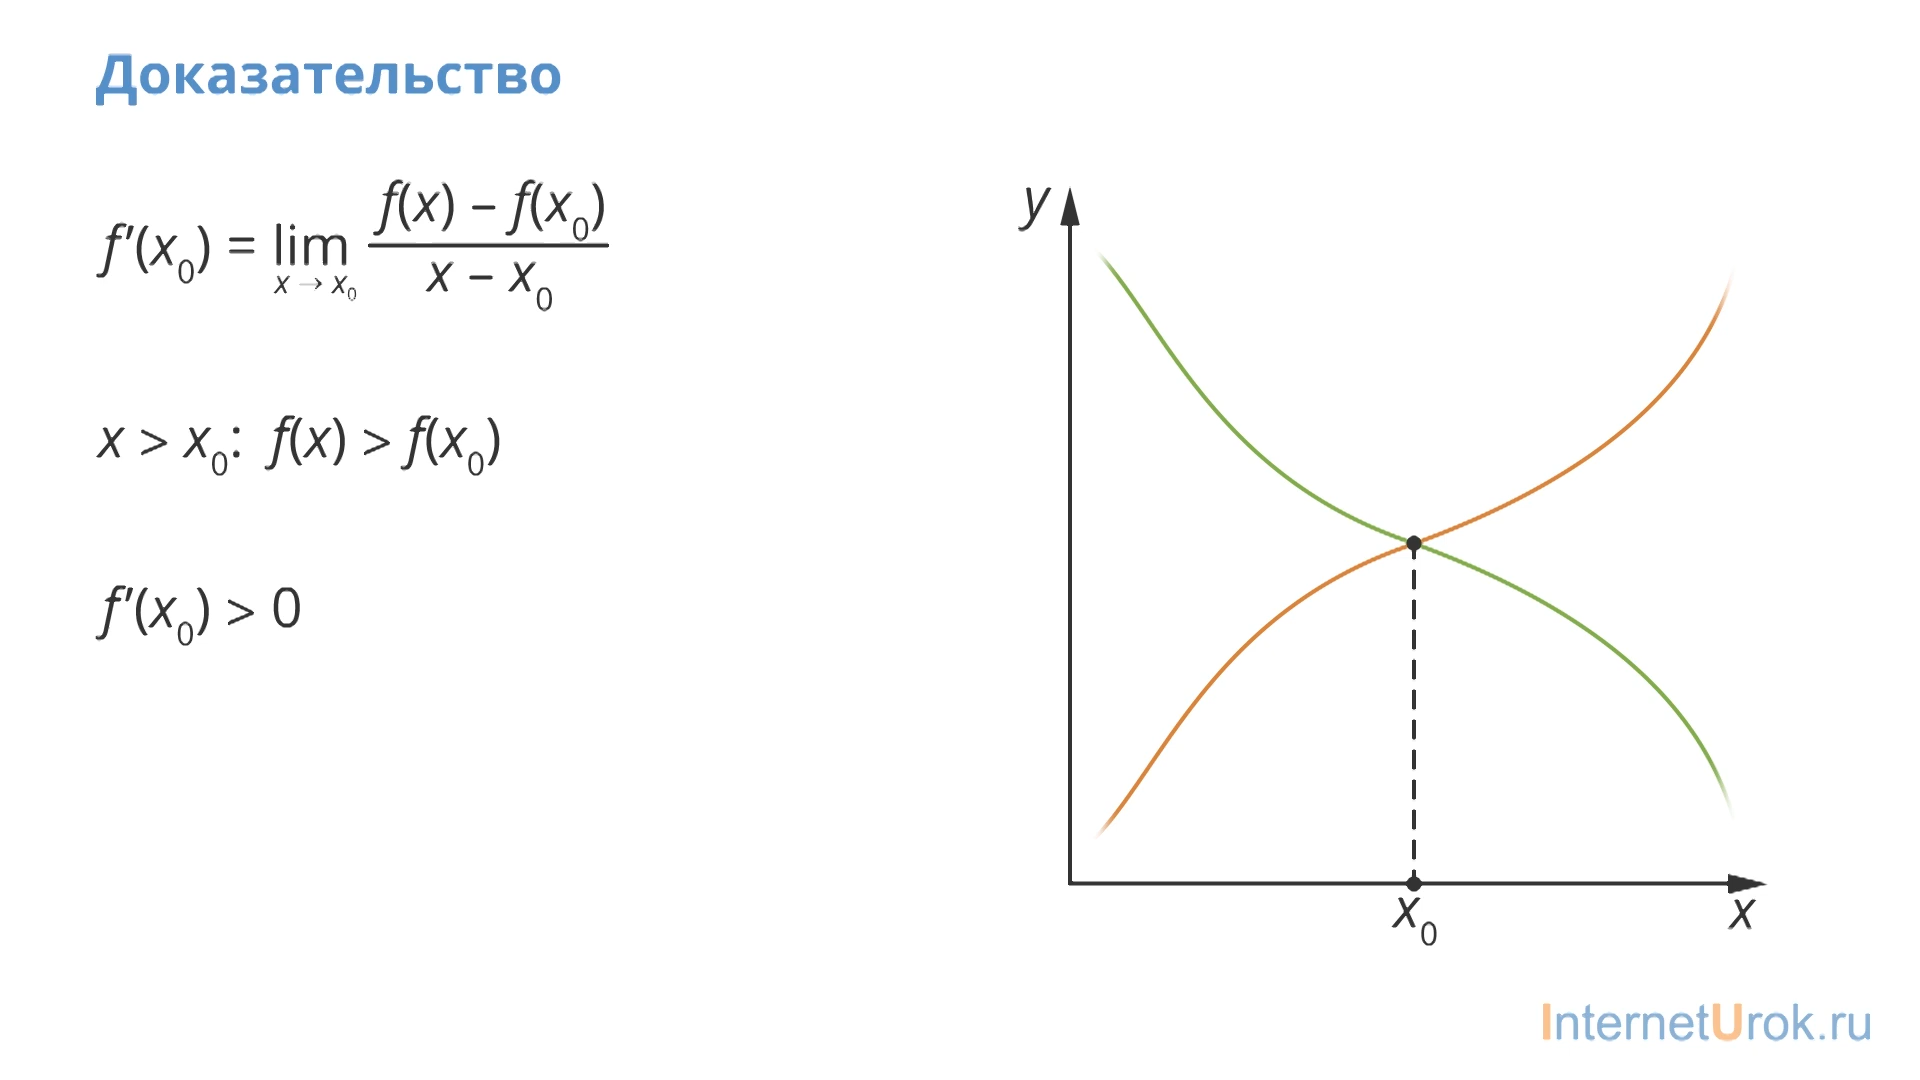 Доказательство
f'(x₀) = lim x → x₀ f(x) – f(x₀) / x – x₀
x > x₀: f(x) > f(x₀)
f'(x₀) > 0
y
x₀
x
InternetUrok.ru